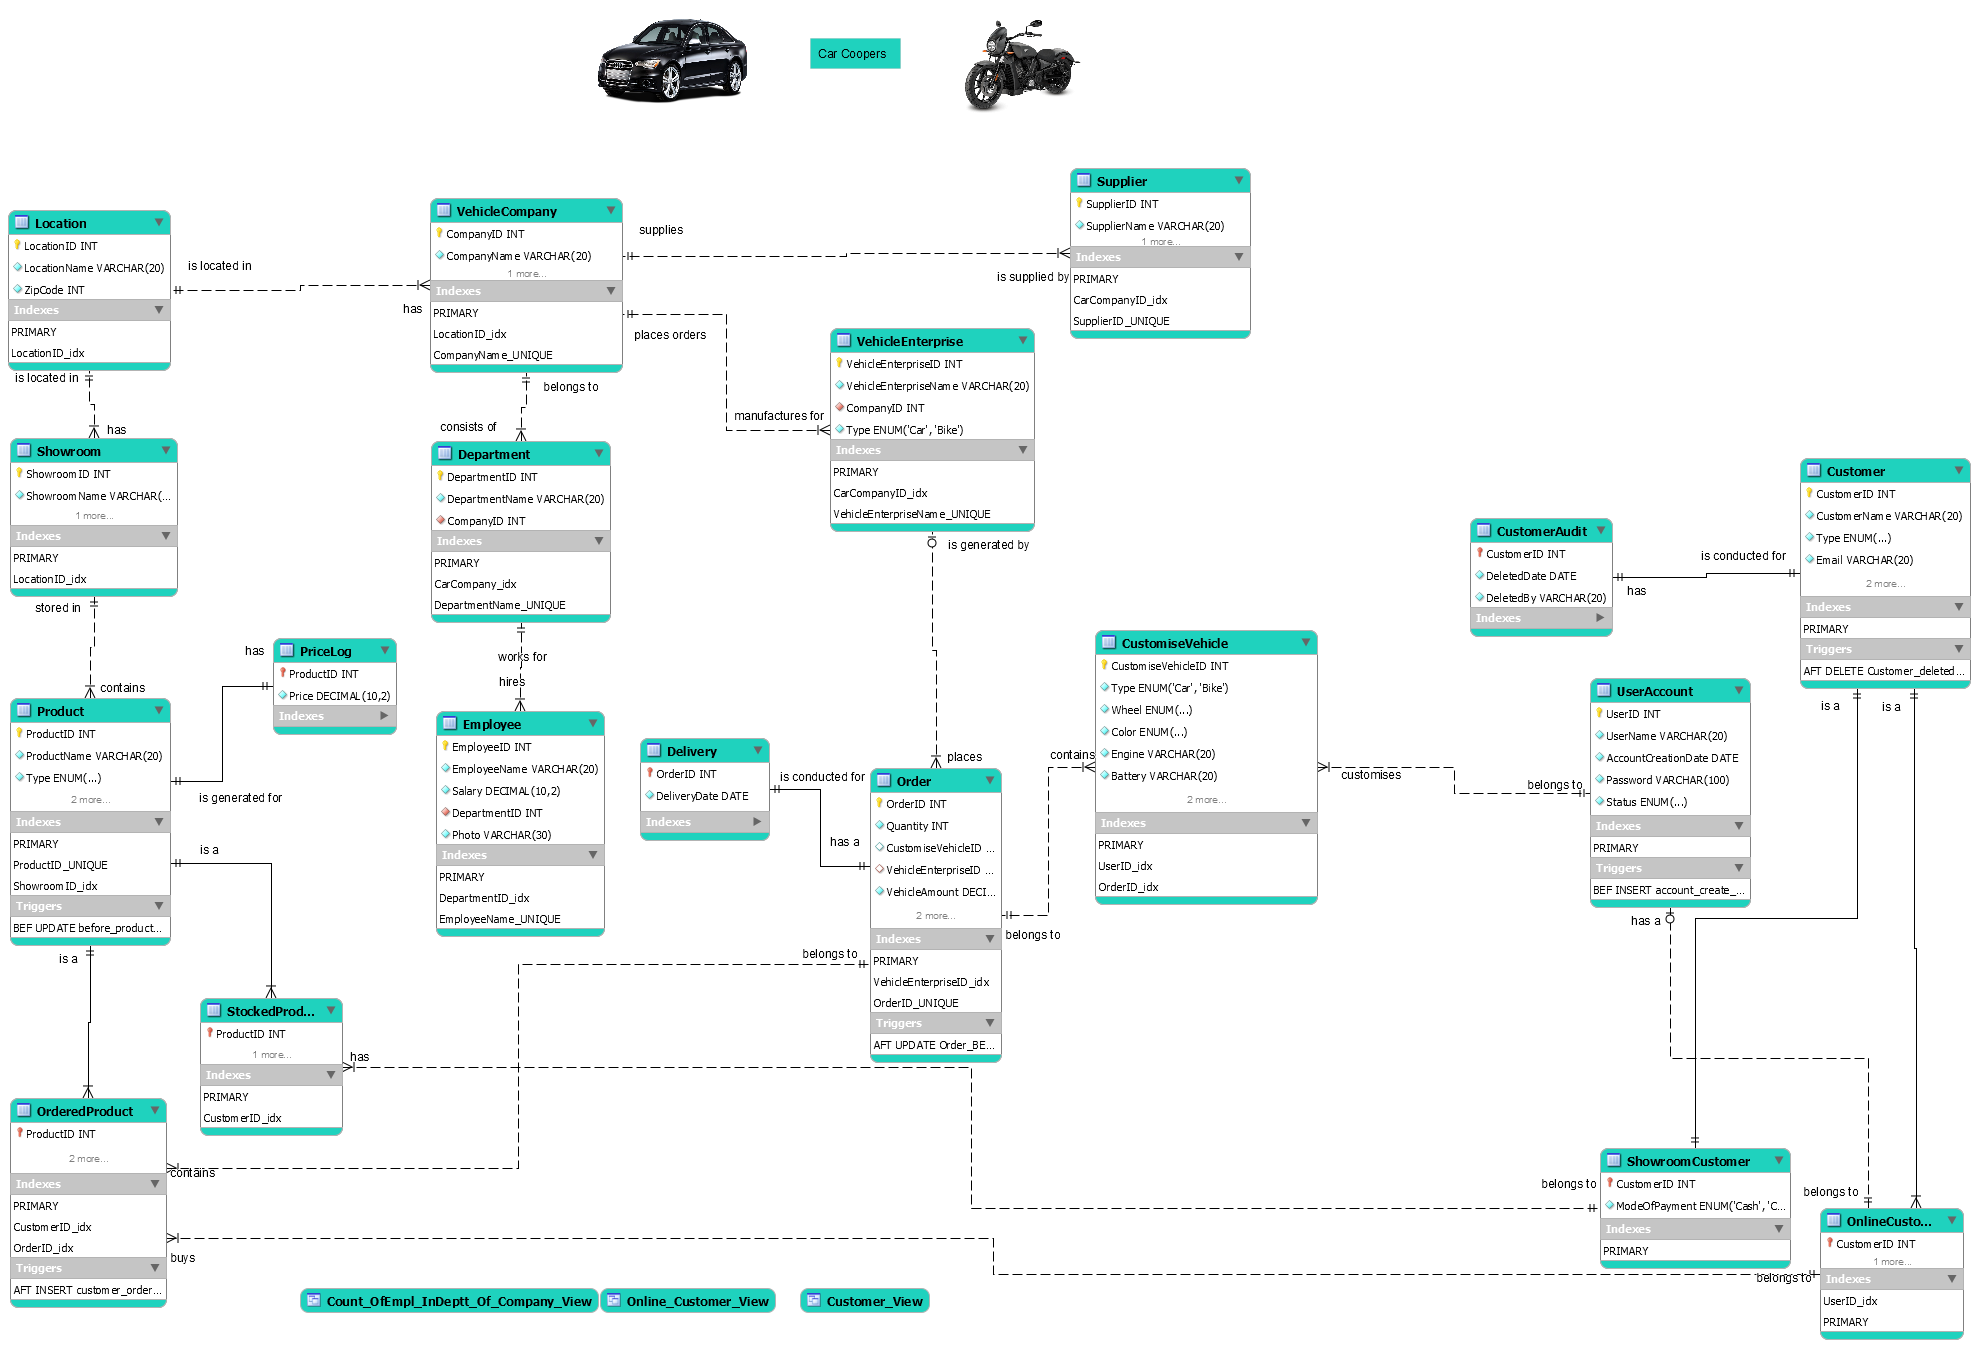 Car Coopers
Supplier
SupplierID INT
SupplierName VARCHAR(20)
1 more...
Indexes
PRIMARY
CarCompanyID_idx
SupplierID_UNIQUE
VehicleCompany
CompanyID INT
CompanyName VARCHAR(20)
1 more...
Indexes
PRIMARY
LocationID_idx
CompanyName_UNIQUE
Location
LocationID INT
LocationName VARCHAR(20)
ZipCode INT
Indexes
PRIMARY
LocationID_idx
supplies
is supplied by
is located in
has
places orders
manufactures for
is located in
has
belongs to
consists of
VehicleEnterprise
VehicleEnterpriseID INT
VehicleEnterpriseName VARCHAR(20)
CompanyID INT
Type ENUM('Car', 'Bike')
Indexes
PRIMARY
CarCompanyID_idx
VehicleEnterpriseName_UNIQUE
is generated by
places
Showroom
ShowroomID INT
ShowroomName VARCHAR(...
1 more...
Indexes
PRIMARY
LocationID_idx
stored in
contains
Department
DepartmentID INT
DepartmentName VARCHAR(20)
CompanyID INT
Indexes
PRIMARY
CarCompany_idx
DepartmentName_UNIQUE
works for
hires
Customer
CustomerID INT
CustomerName VARCHAR(20)
Type ENUM(...)
Email VARCHAR(20)
2 more...
Indexes
PRIMARY
Triggers
AFT DELETE Customer_deleted...
CustomerAudit
CustomerID INT
DeletedDate DATE
DeletedBy VARCHAR(20)
Indexes
is conducted for
has
is a
is a
PriceLog
ProductID INT
Price DECIMAL(10,2)
Indexes
has
is generated for
Product
ProductID INT
ProductName VARCHAR(20)
Type ENUM(...)
2 more...
Indexes
PRIMARY
ProductID_UNIQUE
ShowroomID_idx
Triggers
BEF UPDATE before_product...
is a
is a
Employee
EmployeeID INT
EmployeeName VARCHAR(20)
Salary DECIMAL(10,2)
DepartmentID INT
Photo VARCHAR(30)
Indexes
PRIMARY
DepartmentID_idx
EmployeeName_UNIQUE
Delivery
OrderID INT
DeliveryDate DATE
Indexes
is conducted for
has a
Order
OrderID INT
Quantity INT
CustomiseVehicleID ...
VehicleEnterpriseID ...
VehicleAmount DECI...
2 more...
Indexes
PRIMARY
VehicleEnterpriseID_idx
OrderID_UNIQUE
Triggers
AFT UPDATE Order_BE...
contains
belongs to
belongs to
CustomiseVehicle
CustomiseVehicleID INT
Type ENUM('Car', 'Bike')
Wheel ENUM(...)
Color ENUM(...)
Engine VARCHAR(20)
Battery VARCHAR(20)
2 more...
Indexes
PRIMARY
UserID_idx
OrderID_idx
customises
belongs to
UserAccount
UserID INT
UserName VARCHAR(20)
AccountCreationDate DATE
Password VARCHAR(100)
Status ENUM(...)
Indexes
PRIMARY
Triggers
BEF INSERT account_create_...
has a
belongs to
StockedProd...
ProductID INT
1 more...
Indexes
PRIMARY
CustomerID_idx
has
belongs to
OrderedProduct
ProductID INT
2 more...
Indexes
PRIMARY
CustomerID_idx
OrderID_idx
Triggers
AFT INSERT customer_order...
contains
buys
belongs to
ShowroomCustomer
CustomerID INT
ModeOfPayment ENUM('Cash', 'C...
Indexes
PRIMARY
OnlineCusto...
CustomerID INT
1 more...
Indexes
UserID_idx
PRIMARY
Count_OfEmpl_InDeptt_Of_Company_View
Online_Customer_View
Customer_View